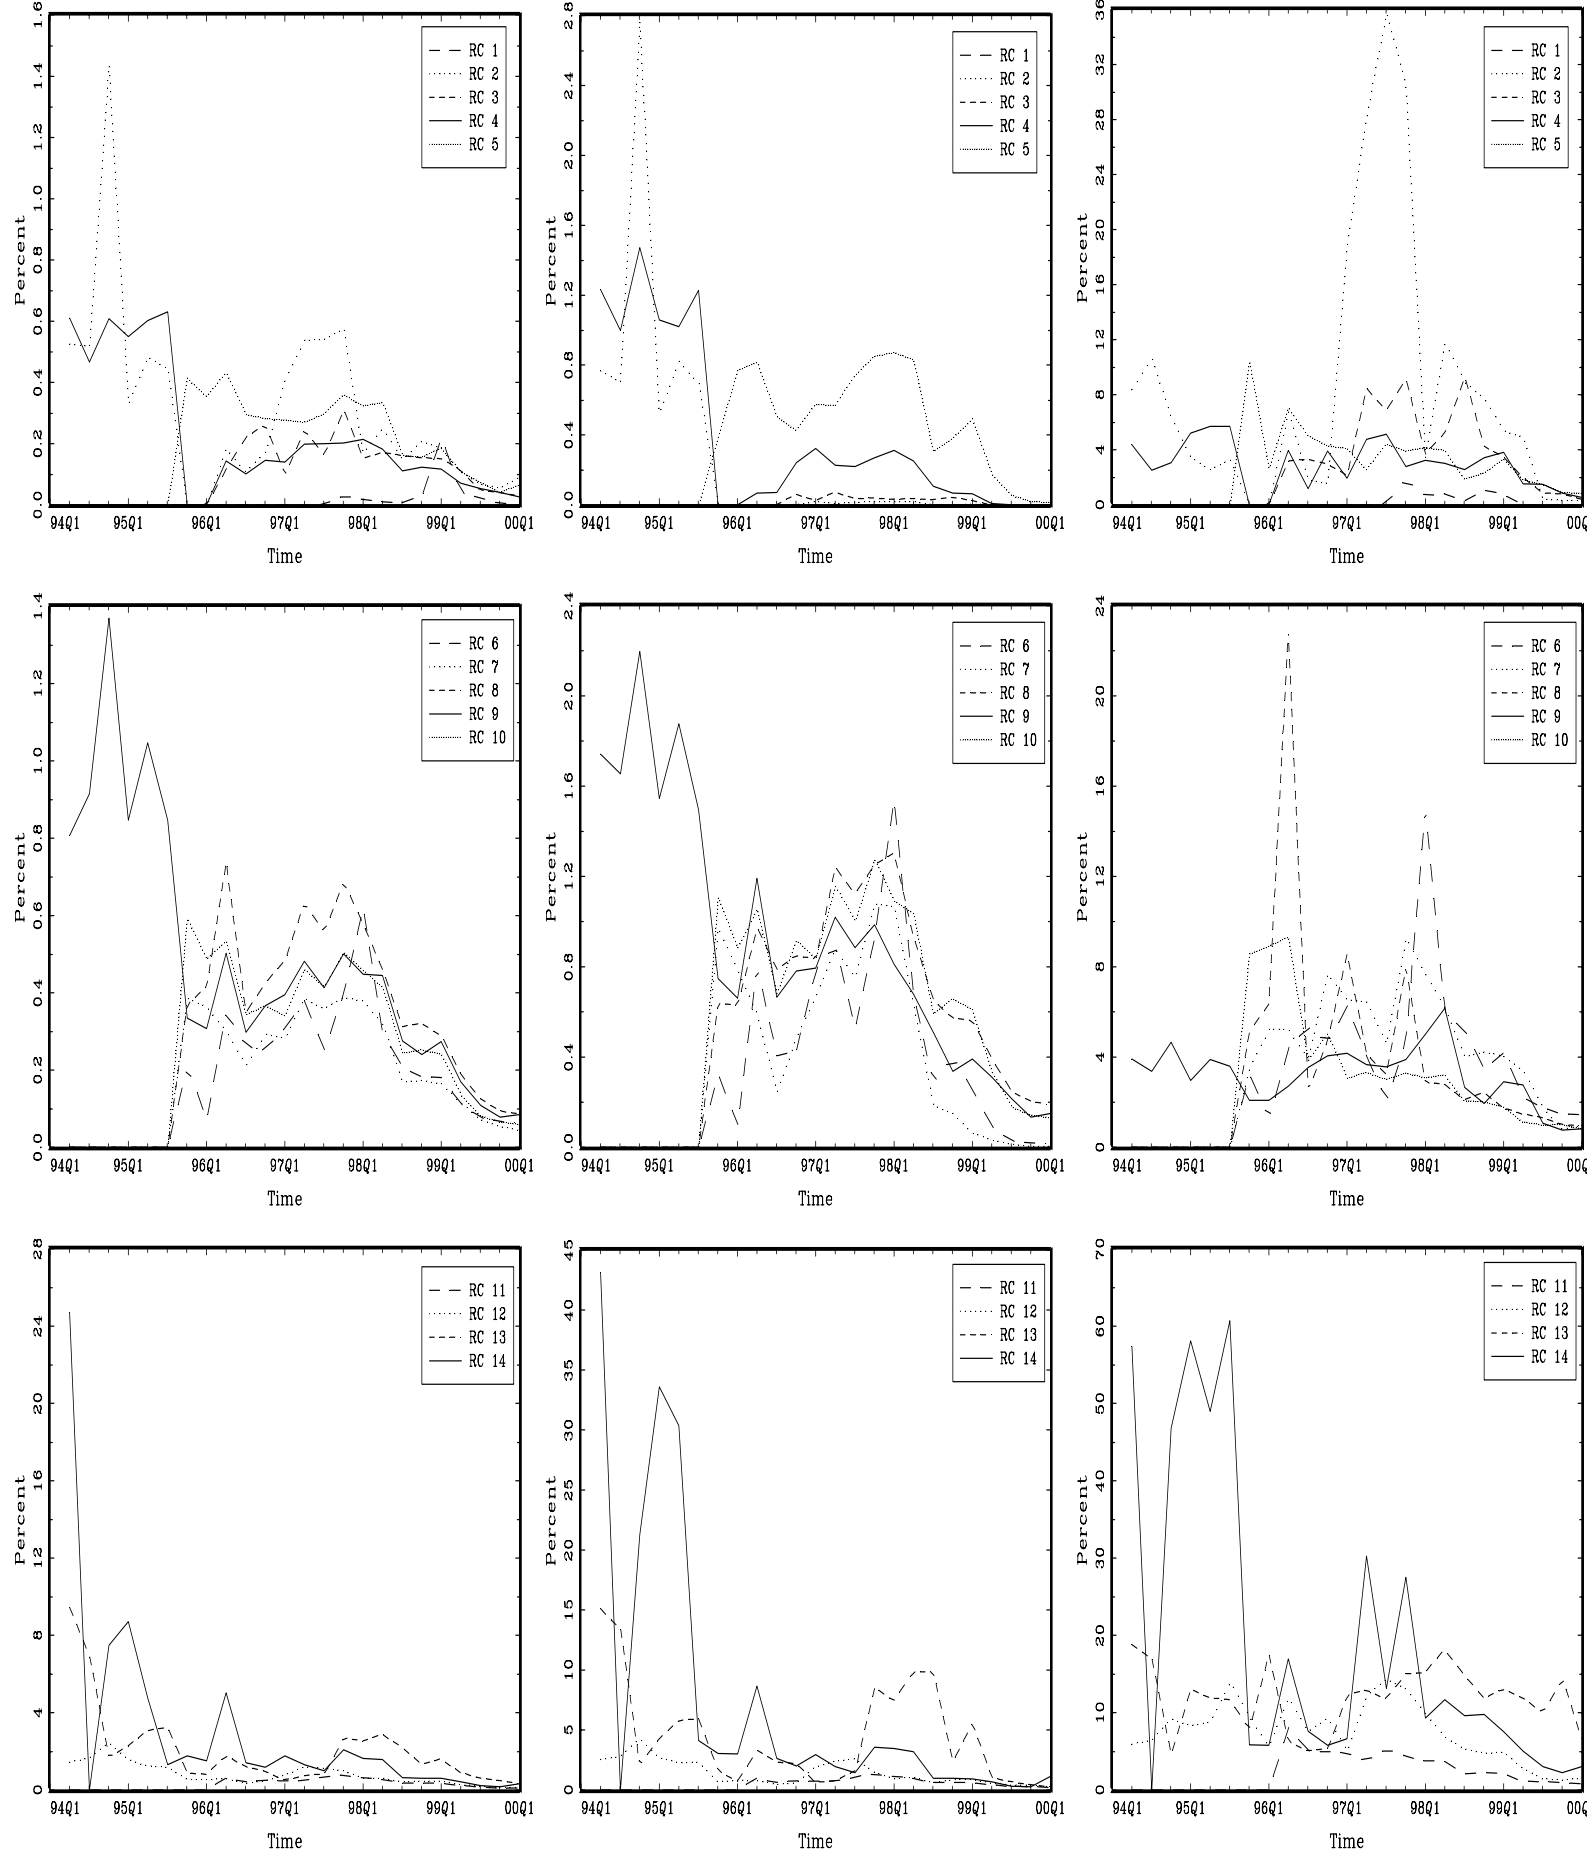 1.6
1.4
1.2
1.0
0.8
0.6
0.4
0.2
0.0
Percent
RC 1
RC 2
RC 3
RC 4
RC 5
94Q1 95Q1 96Q1 97Q1 98Q1 99Q1 00Q1
Time
2.8
2.4
2.0
1.6
1.2
0.8
0.4
0.0
Percent
RC 1
RC 2
RC 3
RC 4
RC 5
94Q1 95Q1 96Q1 97Q1 98Q1 99Q1 00Q1
Time
36
32
28
24
20
16
12
8
4
0
Percent
RC 1
RC 2
RC 3
RC 4
RC 5
94Q1 95Q1 96Q1 97Q1 98Q1 99Q1 00Q
Time
1.4
1.2
1.0
0.8
0.6
0.4
0.2
0.0
Percent
RC 6
RC 7
RC 8
RC 9
RC 10
94Q1 95Q1 96Q1 97Q1 98Q1 99Q1 00Q1
Time
2.4
2.0
1.6
1.2
0.8
0.4
0.0
Percent
RC 6
RC 7
RC 8
RC 9
RC 10
94Q1 95Q1 96Q1 97Q1 98Q1 99Q1 00Q1
Time
24
20
16
12
8
4
0
Percent
RC 6
RC 7
RC 8
RC 9
RC 10
94Q1 95Q1 96Q1 97Q1 98Q1 99Q1 00Q
Time
28
24
20
16
12
8
4
0
Percent
RC 11
RC 12
RC 13
RC 14
94Q1 95Q1 96Q1 97Q1 98Q1 99Q1 00Q1
Time
45
40
35
30
25
20
15
10
5
0
Percent
RC 11
RC 12
RC 13
RC 14
94Q1 95Q1 96Q1 97Q1 98Q1 99Q1 00Q1
Time
70
60
50
40
30
20
10
0
Percent
RC 11
RC 12
RC 13
RC 14
94Q1 95Q1 96Q1 97Q1 98Q1 99Q1 00Q
Time